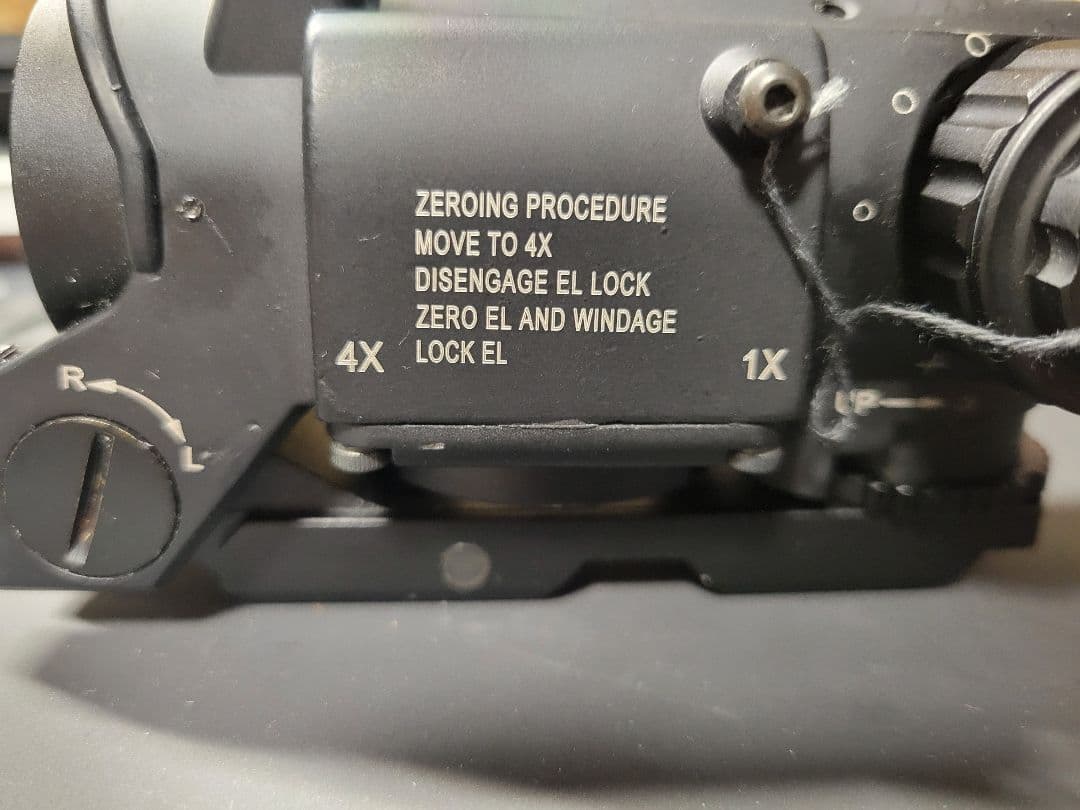 ZEROING PROCEDURE
MOVE TO 4X
DISENGAGE EL LOCK
ZERO EL AND WINDAGE
LOCK EL
4X
1X
R
L
UP